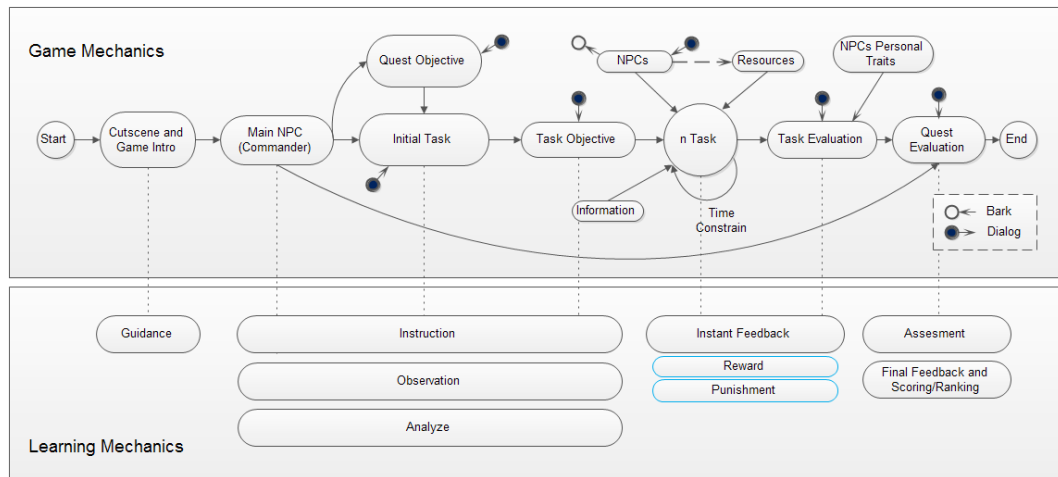 Game Mechanics
Quest Objective
NPCs
Resources
NPCs Personal
Traits
Start
Cutscene and
Game Intro
Main NPC
(Commander)
Initial Task
Task Objective
n Task
Task Evaluation
Quest
Evaluation
End
Information
Time
Constrain
Bark
Dialog
Guidance
Instruction
Instant Feedback
Assesment
Reward
Observation
Final Feedback and
Scoring/Ranking
Punishment
Analyze
Learning Mechanics